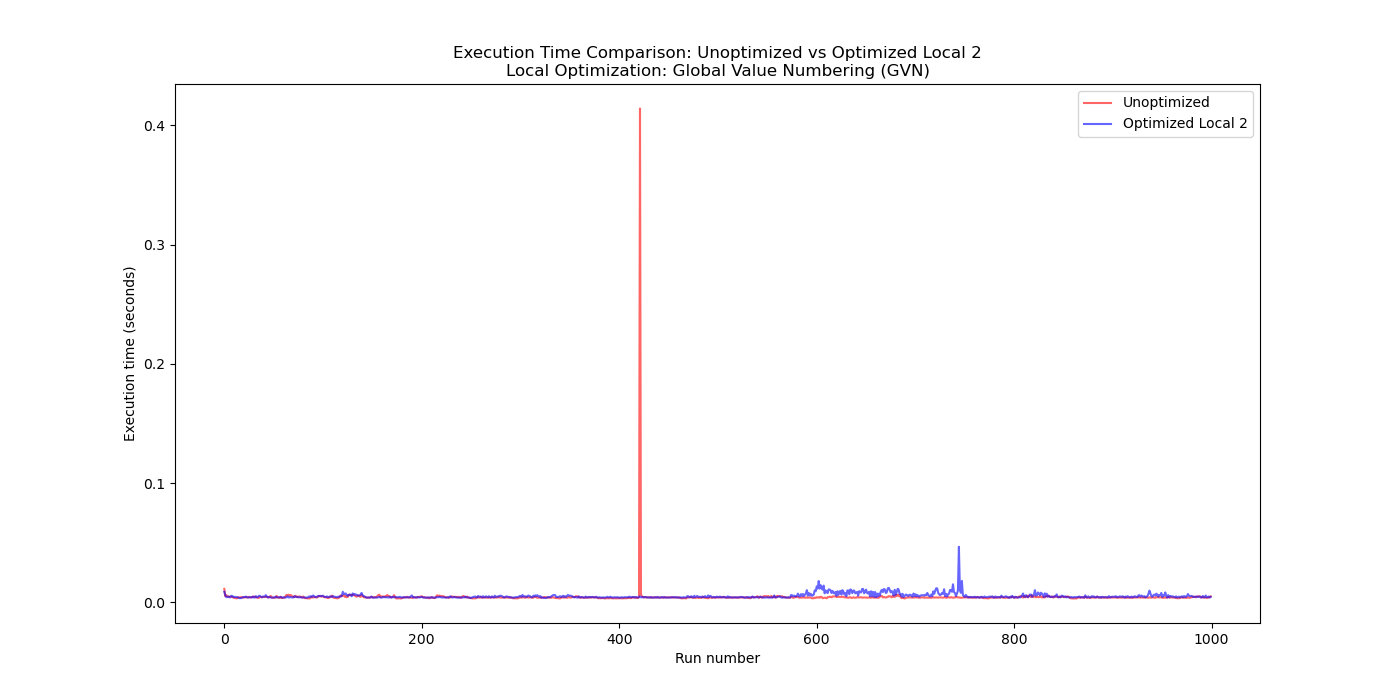 Execution Time Comparison: Unoptimized vs Optimized Local 2
Local Optimization: Global Value Numbering (GVN)
Unoptimized
Optimized Local 2
Execution time (seconds)
0.4
0.3
0.2
0.1
0.0
0 200 400 600 800 1000
Run number